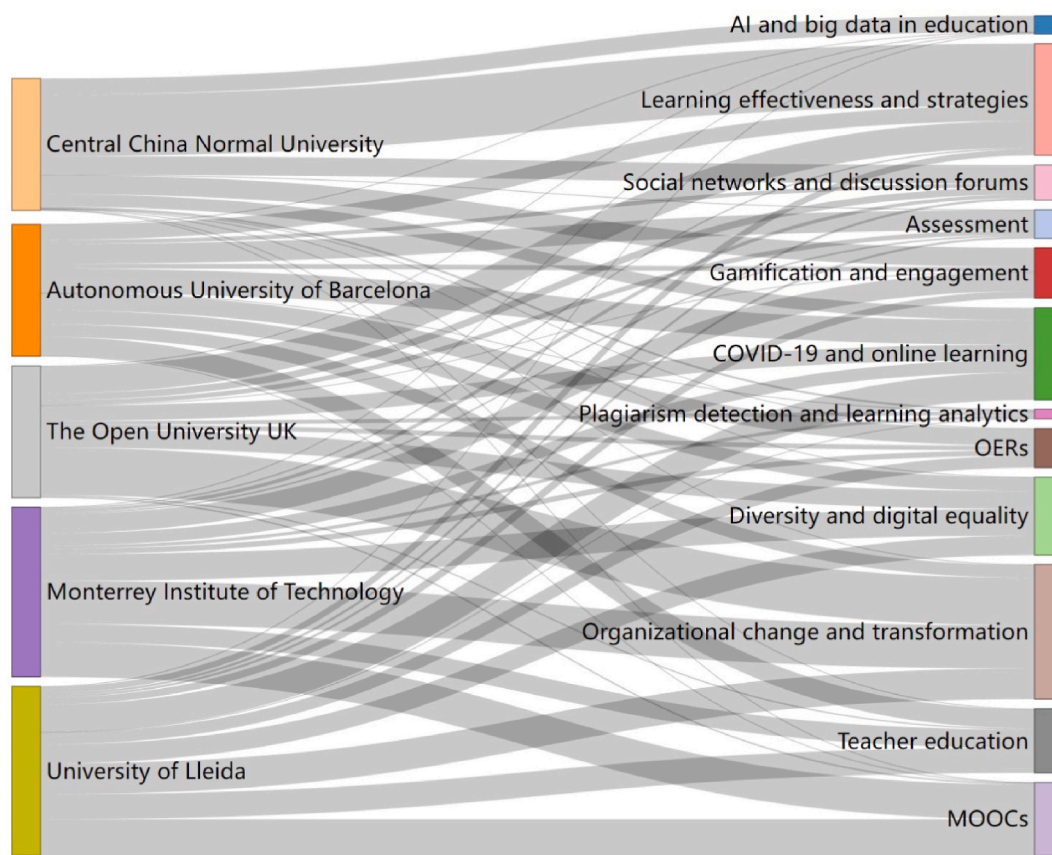 Central China Normal University
Autonomous University of Barcelona
The Open University UK
Monterrey Institute of Technology
University of Lleida
AI and big data in education
Learning effectiveness and strategies
Social networks and discussion forums
Assessment
Gamification and engagement
COVID-19 and online learning
Plagiarism detection and learning analytics
OERs
Diversity and digital equality
Organizational change and transformation
Teacher education
MOOCs